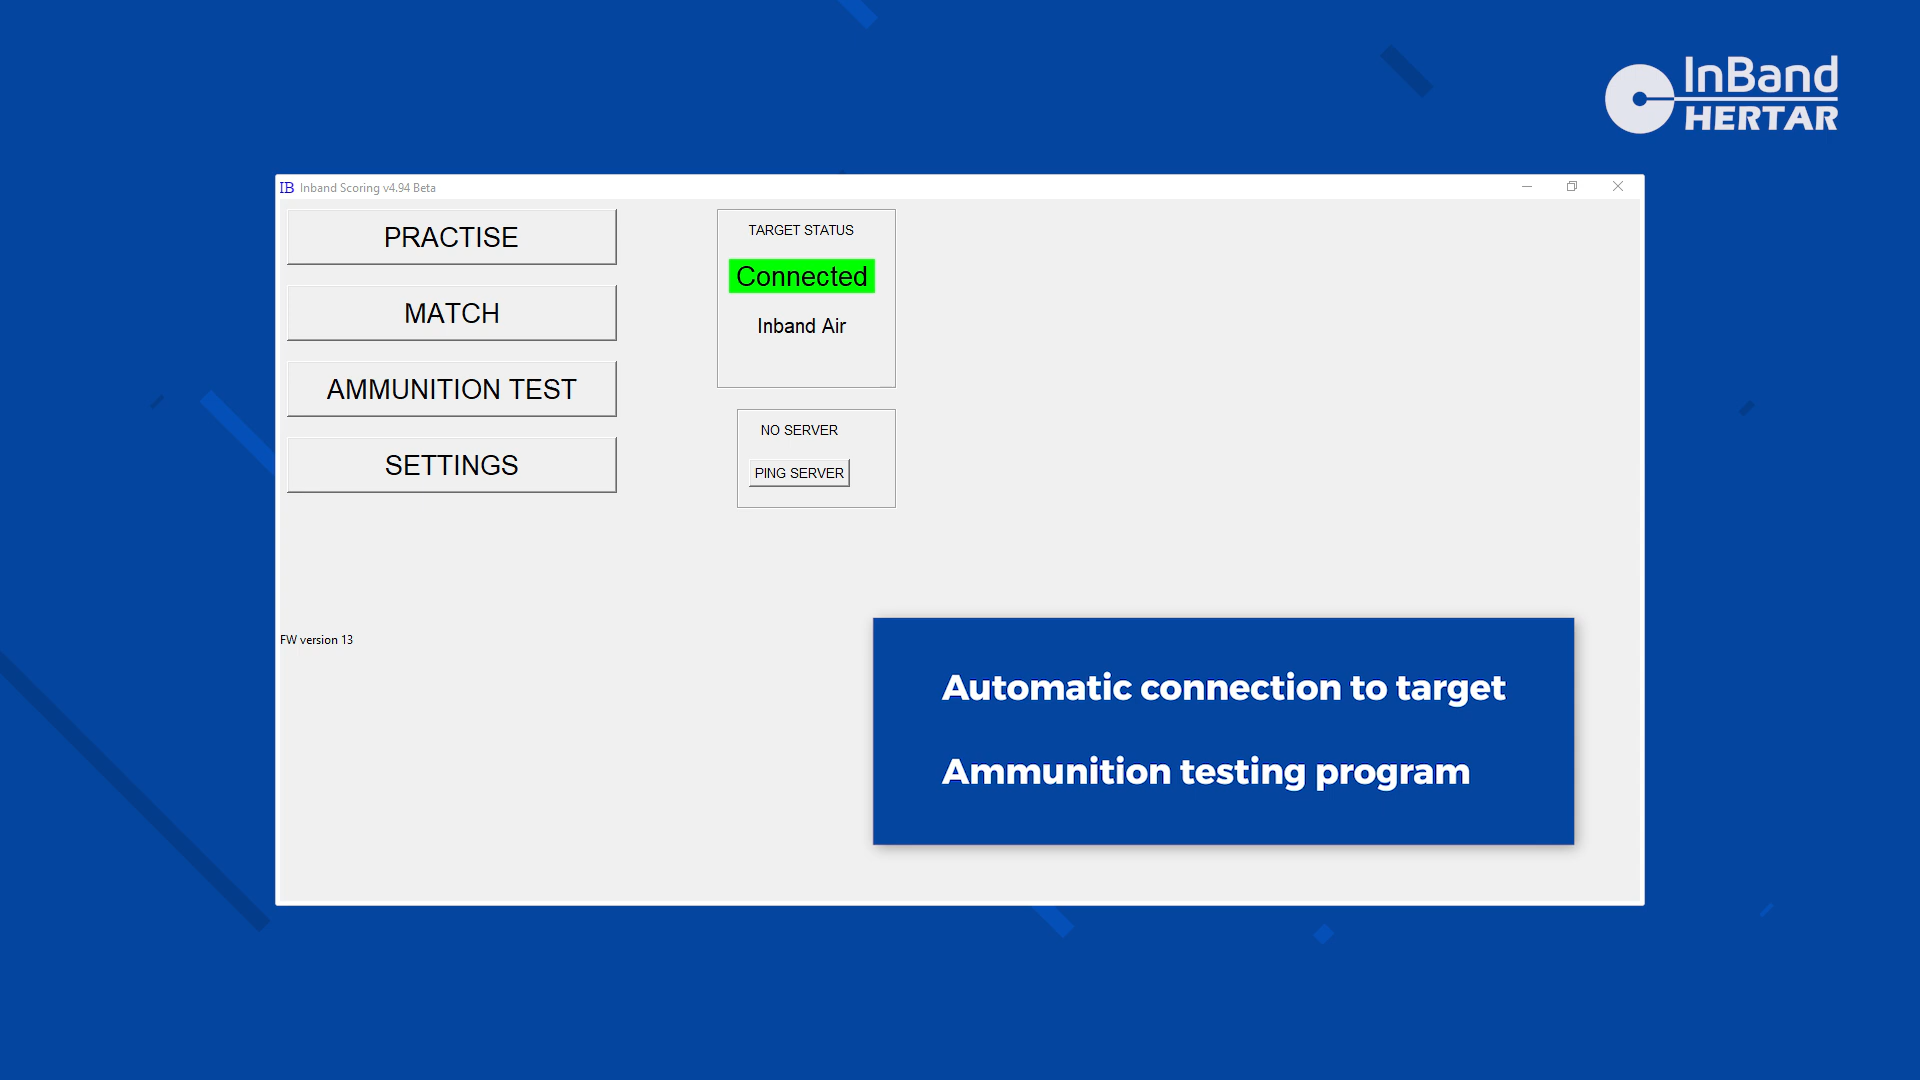 InBand
HERTAR
IB Inband Scoring v4.94 Beta
PRACTISE
MATCH
AMMUNITION TEST
SETTINGS
TARGET STATUS
Connected
Inband Air
NO SERVER
PING SERVER
FW version 13
Automatic connection to target
Ammunition testing program